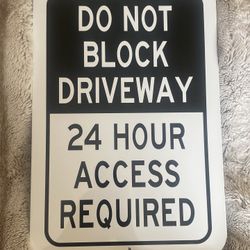 DO NOT
BLOCK
DRIVEWAY
24 HOUR
ACCESS
REQUIRED